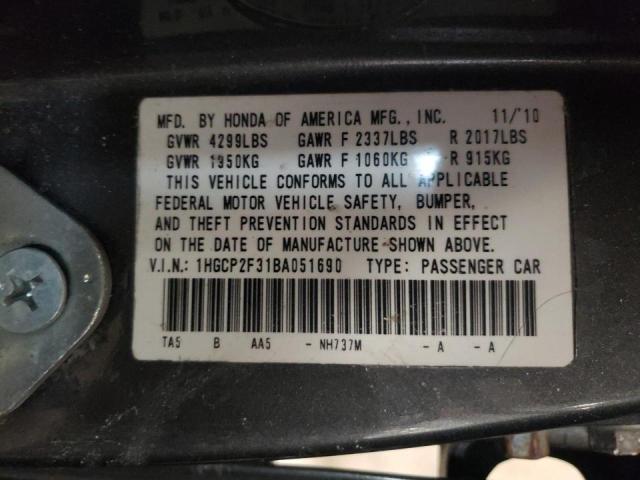 MFD. BY HONDA OF AMERICA MFG., INC. 11/'10
GVWR 4299LBS GAWR F 2337LBS R 2017LBS
GVWR 1950KG GAWR F 1060KG R 915KG
THIS VEHICLE CONFORMS TO ALL APPLICABLE
FEDERAL MOTOR VEHICLE SAFETY, BUMPER,
AND THEFT PREVENTION STANDARDS IN EFFECT
ON THE DATE OF MANUFACTURE SHOWN ABOVE.
V.I.N.: 1HGCP2F31BA051690 TYPE: PASSENGER CAR
TA5 B AA5 - NH737M - A - A